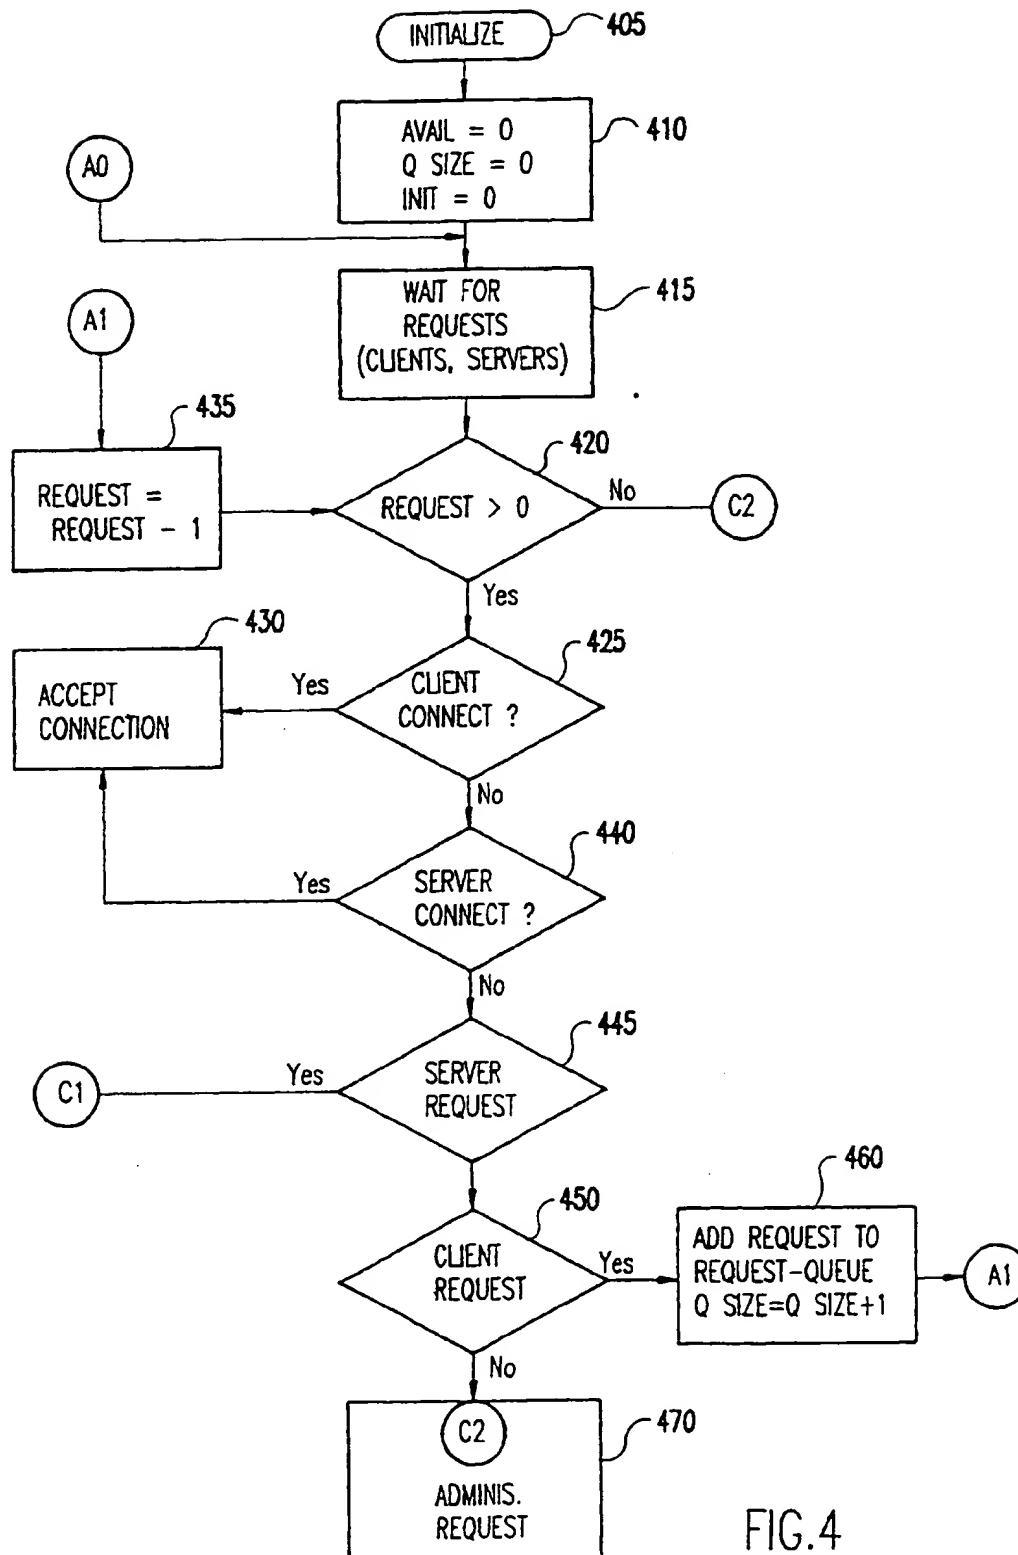 INITIALIZE
405
AVAIL = 0
Q SIZE = 0
INIT = 0
410
A0
WAIT FOR
REQUESTS
(CLIENTS, SERVERS)
415
A1
435
REQUEST =
REQUEST - 1
420
REQUEST > 0
No
C2
Yes
430
ACCEPT
CONNECTION
Yes
425
CLIENT
CONNECT ?
No
440
Yes
SERVER
CONNECT ?
No
445
C1
Yes
SERVER
REQUEST
450
CLIENT
REQUEST
Yes
460
ADD REQUEST TO
REQUEST-QUEUE
Q SIZE=Q SIZE+1
A1
No
C2
470
ADMINIS.
REQUEST
FIG.4